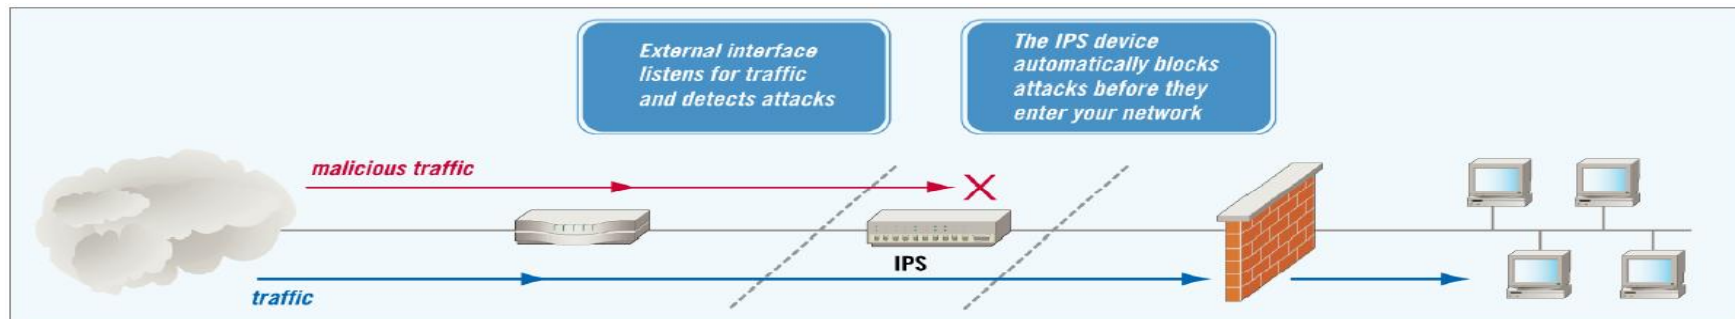 External interface
listens for traffic
and detects attacks
The IPS device
automatically blocks
attacks before they
enter your network
malicious traffic
IPS
traffic